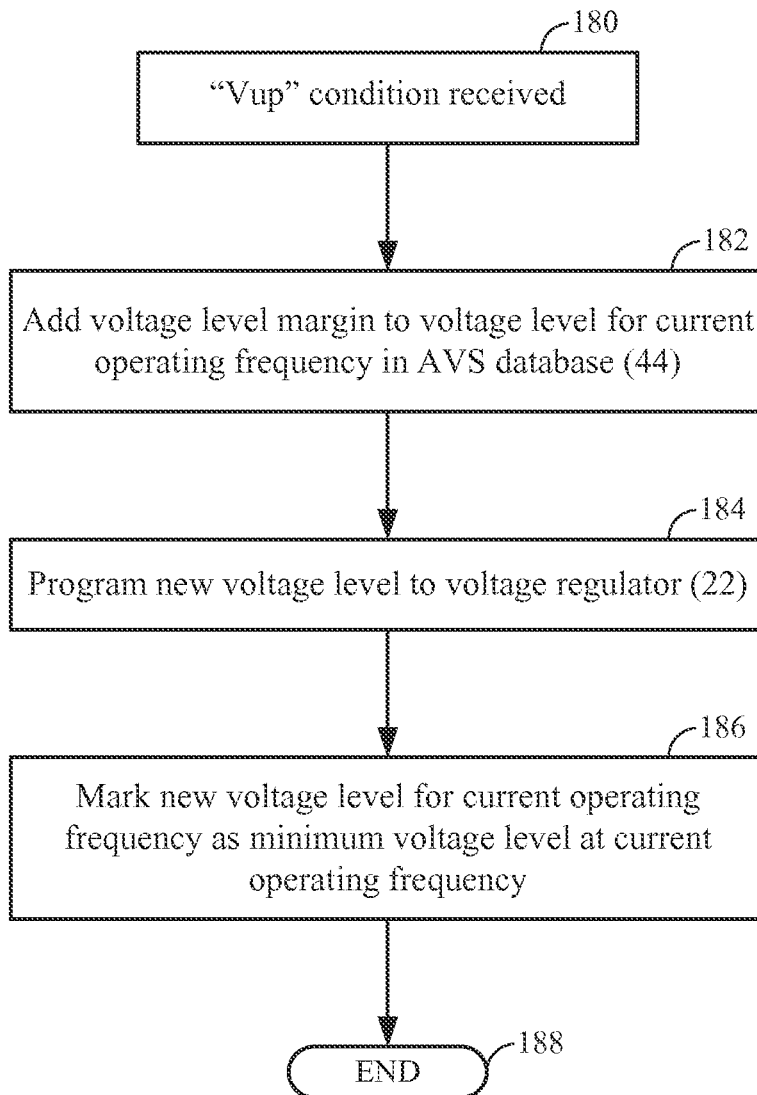 180
“Vup” condition received
182
Add voltage level margin to voltage level for current
operating frequency in AVS database (44)
184
Program new voltage level to voltage regulator (22)
186
Mark new voltage level for current operating
frequency as minimum voltage level at current
operating frequency
188
END